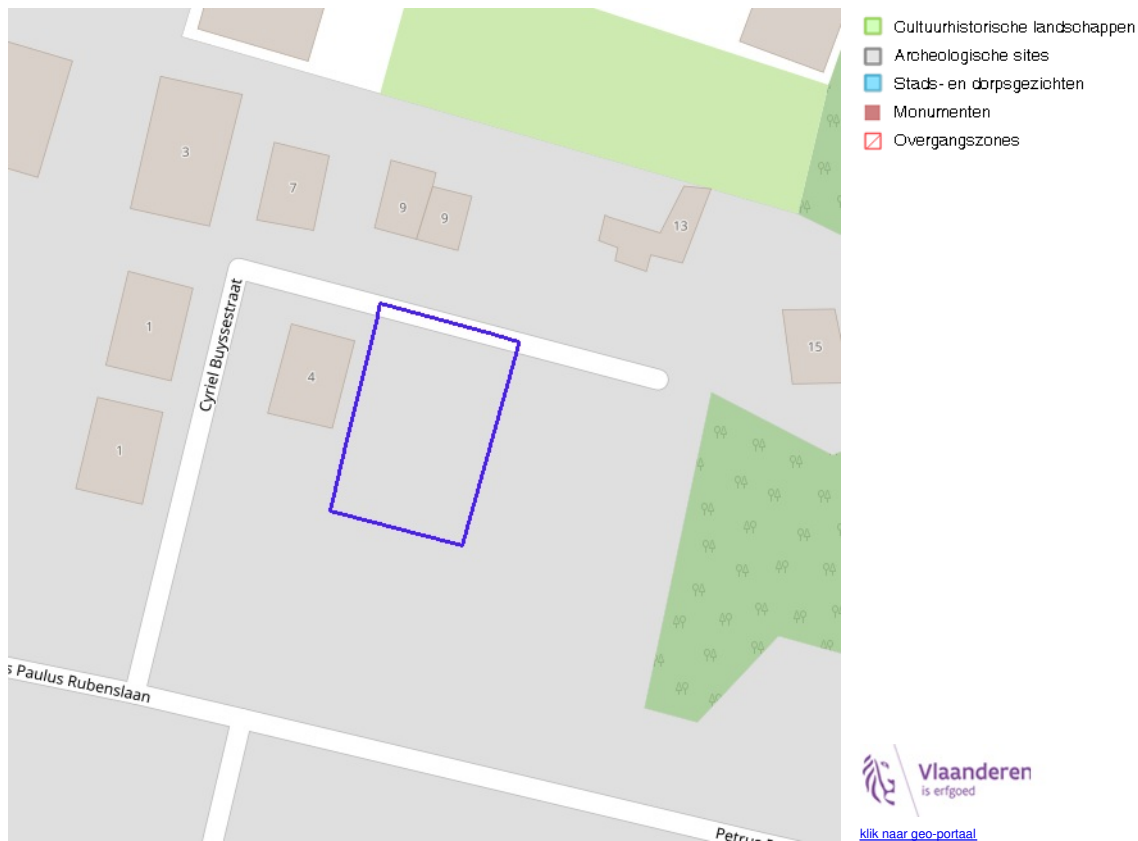 Cultuurhistorische landschappen
Archeologische sites
Stads- en dorpsgezichten
Monumenten
Overgangszones
3
7
9
9
13
1
15
4
1
Cyriel Buyssestraat
s Paulus Rubenslaan
Petrus
Vlaanderen
is erfgoed
klik naar geo-portaal